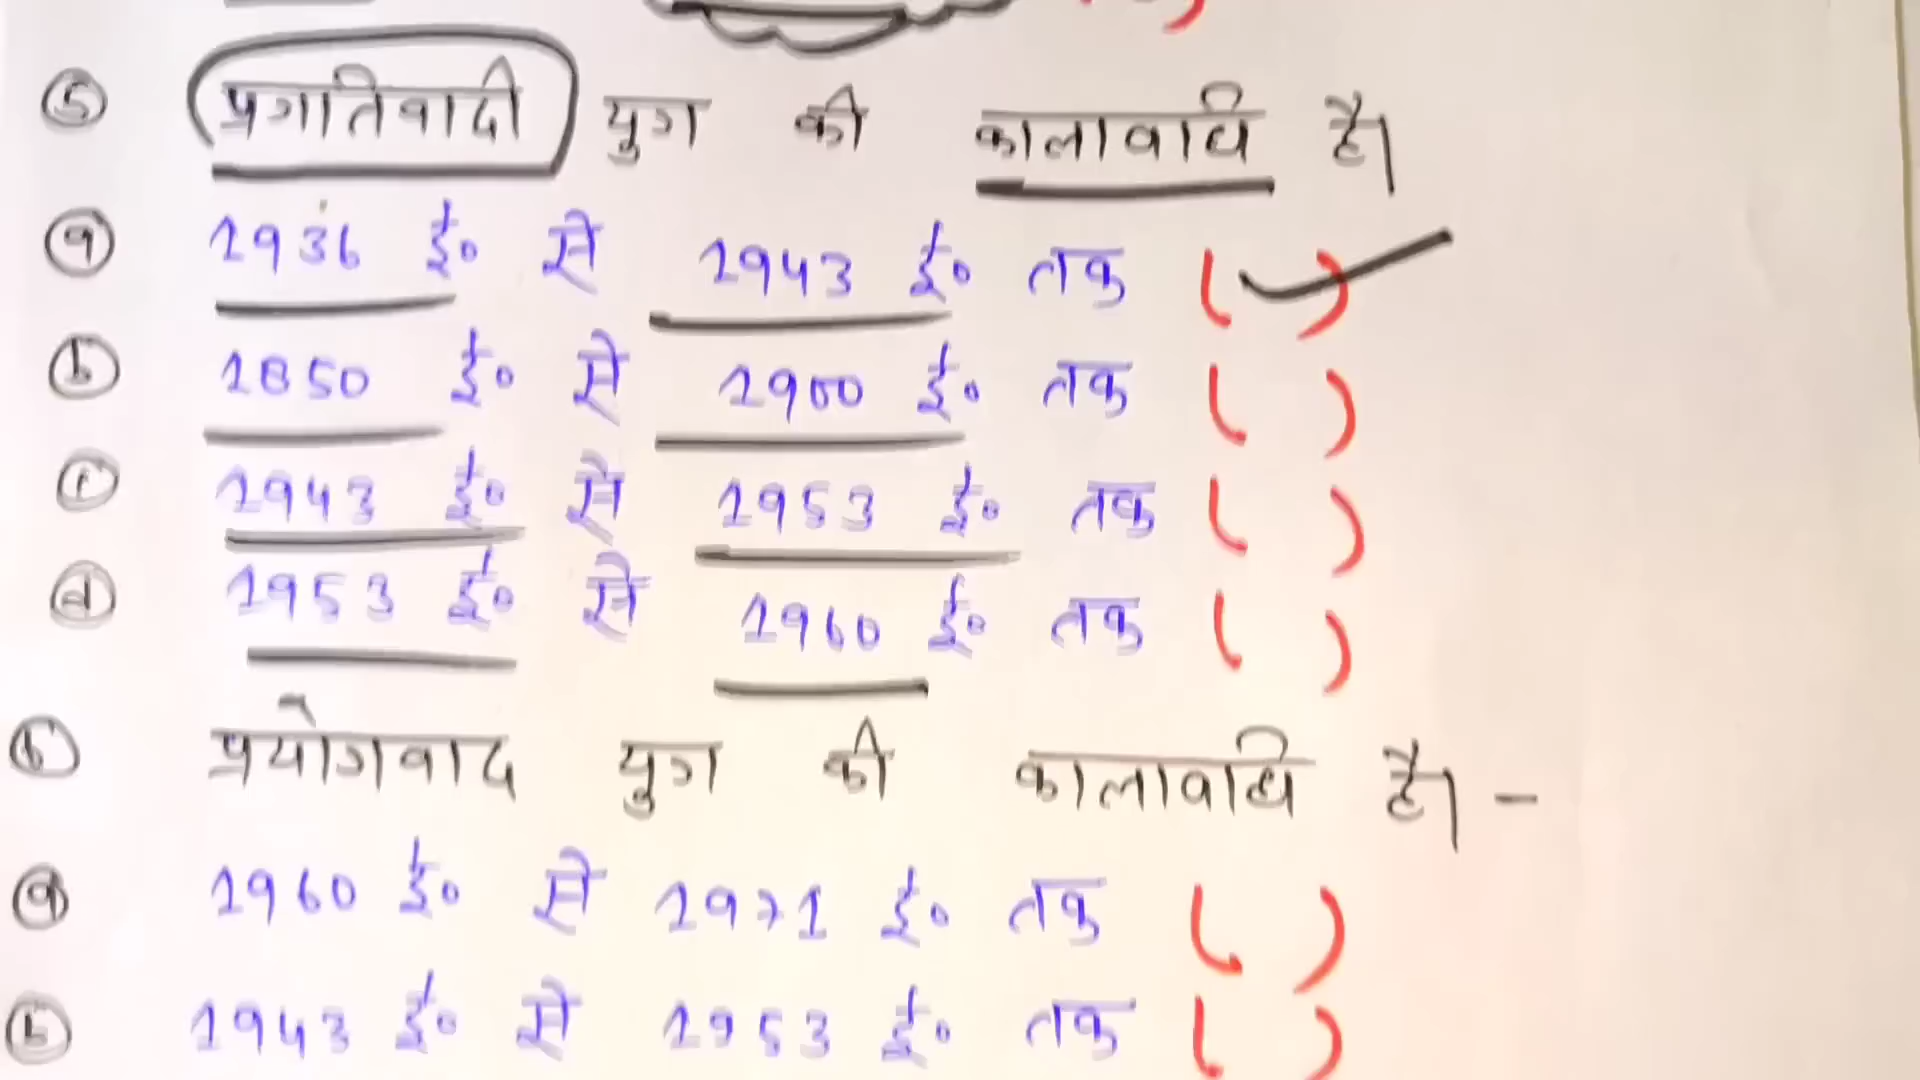 5 प्रगतिवादी युग की कालावधि है।
a 1936 ई० से 1943 ई० तक ( )
b 1850 ई० से 1900 ई० तक ( )
c 1943 ई० से 1953 ई० तक ( )
d 1953 ई० से 1960 ई० तक ( )
6 प्रयोगवाद युग की कालावधि है। -
a 1960 ई० से 1971 ई० तक ( )
b 1943 ई० से 1953 ई० तक ( )